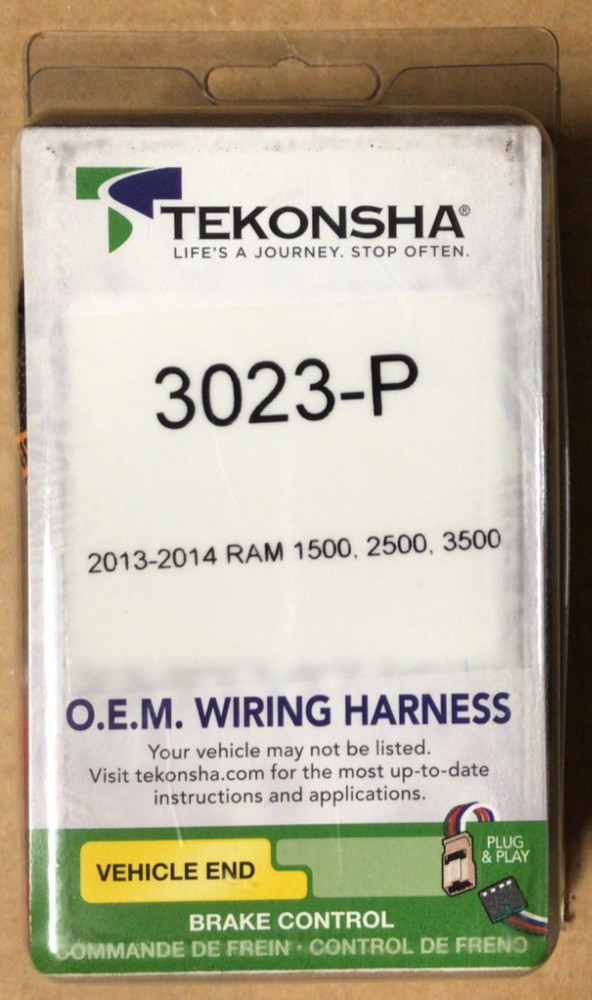 TEKONSHA®
LIFE'S A JOURNEY. STOP OFTEN.
3023-P
2013-2014 RAM 1500, 2500, 3500
O.E.M. WIRING HARNESS
Your vehicle may not be listed.
Visit tekonsha.com for the most up-to-date
instructions and applications.
PLUG
& PLAY
VEHICLE END
BRAKE CONTROL
COMMANDE DE FREIN · CONTROL DE FRENO